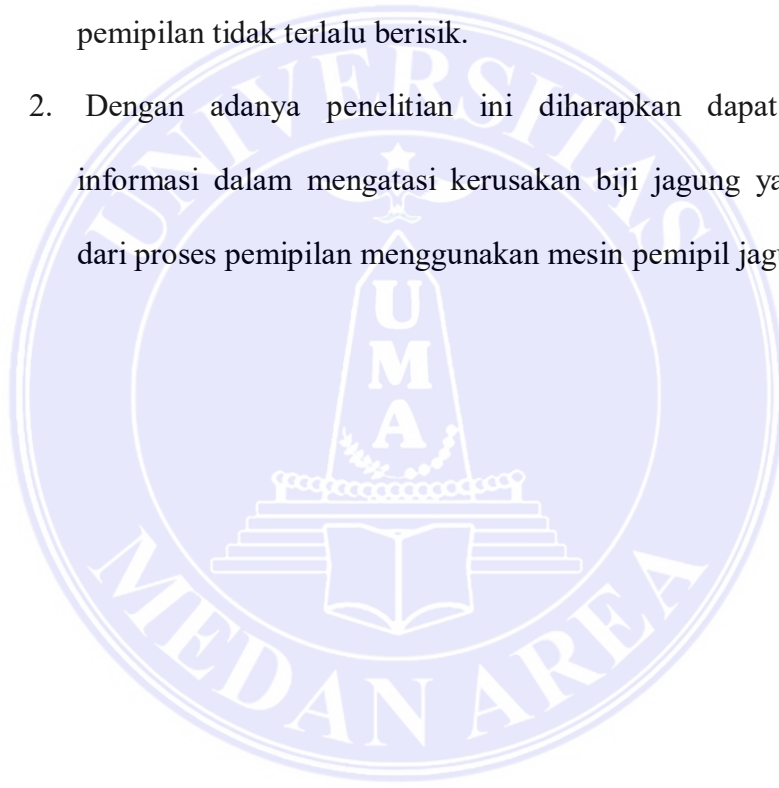 pemipilan tidak terlalu berisik.
2. Dengan adanya penelitian ini diharapkan dapat
informasi dalam mengatasi kerusakan biji jagung
dari proses pemipilan menggunakan mesin pemipil
UNIVERSITAS
U
M
A
MEDAN AREA